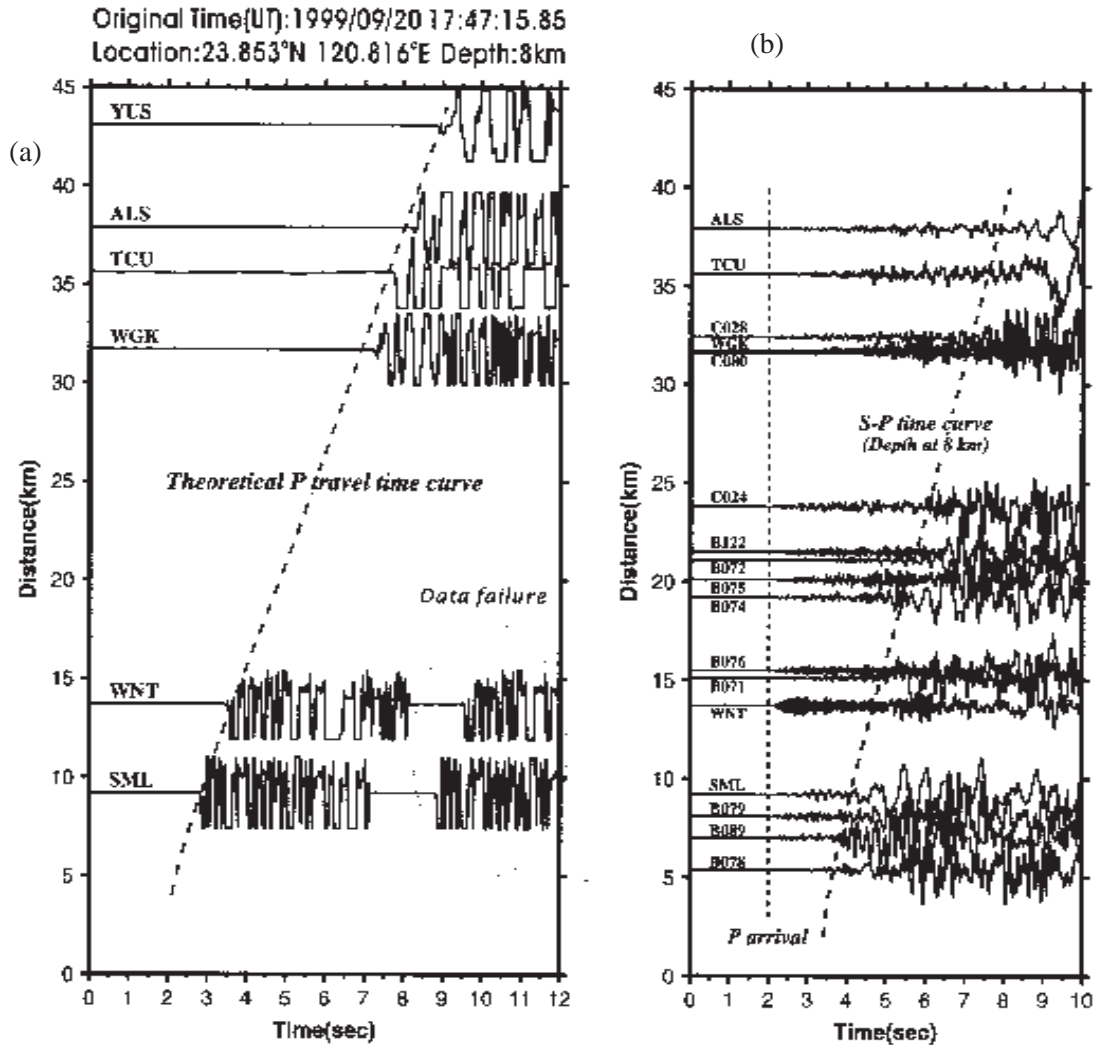 Original Time(UT):1999/09/20 17:47:15.85
Location:23.853°N 120.816°E Depth:8km
(a)
45
YUS
40
ALS
TCU
35
WGK
30
25
Theoretical P travel time curve
20
Data failure
15
WNT
10
SML
5
0
Distance(km)
0 1 2 3 4 5 6 7 8 9 10 11 12
Time(sec)
(b)
45
40
ALS
TCU
35
C028
WGK
C080
30
S-P time curve
(Depth at 8 km)
25
C024
B122
B072
20
B075
B074
B076
15
B071
WNT
10
SML
B079
B089
B078
5
P arrival
0
Distance(km)
0 1 2 3 4 5 6 7 8 9 10
Time(sec)